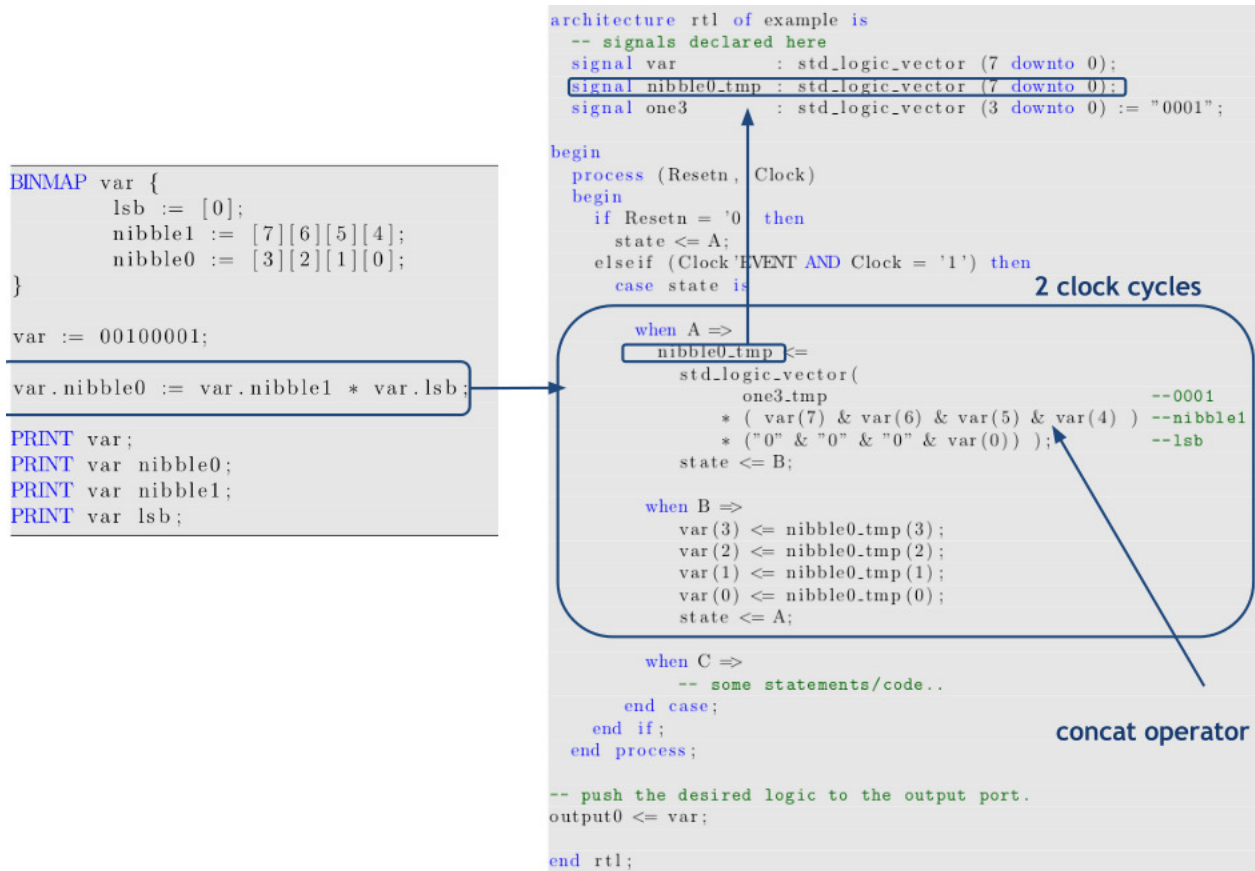 BINMAP var {
lsb := [0];
nibble1 := [7][6][5][4];
nibble0 := [3][2][1][0];
}
var := 00100001;
var.nibble0 := var.nibble1 * var.lsb;
PRINT var;
PRINT var nibble0;
PRINT var nibble1;
PRINT var lsb;
architecture rtl of example is
-- signals declared here
signal var : std_logic_vector (7 downto 0);
signal nibble0_tmp : std_logic_vector (7 downto 0);
signal one3 : std_logic_vector (3 downto 0) := "0001";
begin
process (Resetn, Clock)
begin
if Resetn = '0' then
state <= A;
elseif (Clock'EVENT AND Clock = '1') then
case state is
2 clock cycles
when A =>
nibble0_tmp <=
std_logic_vector(
one3_tmp --0001
* ( var(7) & var(6) & var(5) & var(4) ) --nibble1
* ("0" & "0" & "0" & var(0)) ); --lsb
state <= B;
when B =>
var(3) <= nibble0_tmp(3);
var(2) <= nibble0_tmp(2);
var(1) <= nibble0_tmp(1);
var(0) <= nibble0_tmp(0);
state <= A;
when C =>
-- some statements/code..
end case;
end if;
concat operator
end process;
-- push the desired logic to the output port.
output0 <= var;
end rtl;